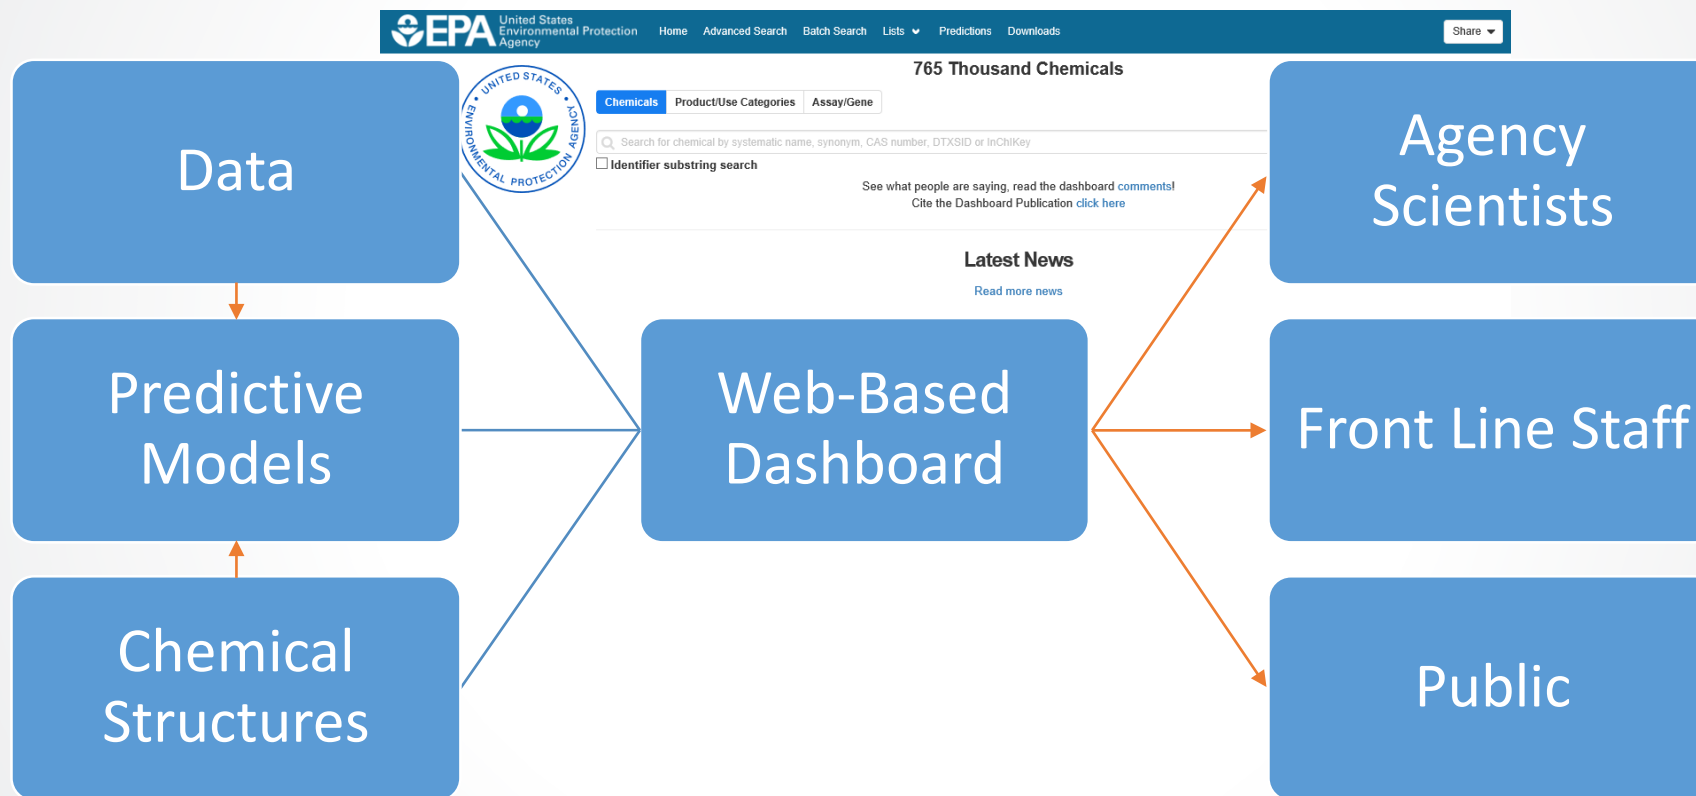 EPA United States
Environmental Protection
Agency
Home Advanced Search Batch Search Lists Predictions Downloads
Share
UNITED STATES
ENVIRONMENTAL PROTECTION AGENCY
765 Thousand Chemicals
Chemicals Product/Use Categories Assay/Gene
Search for chemical by systematic name, synonym, CAS number, DTXSID or InChIKey
Identifier substring search
See what people are saying, read the dashboard comments!
Cite the Dashboard Publication click here
Latest News
Read more news
Data
Predictive
Models
Chemical
Structures
Web-Based
Dashboard
Agency
Scientists
Front Line Staff
Public